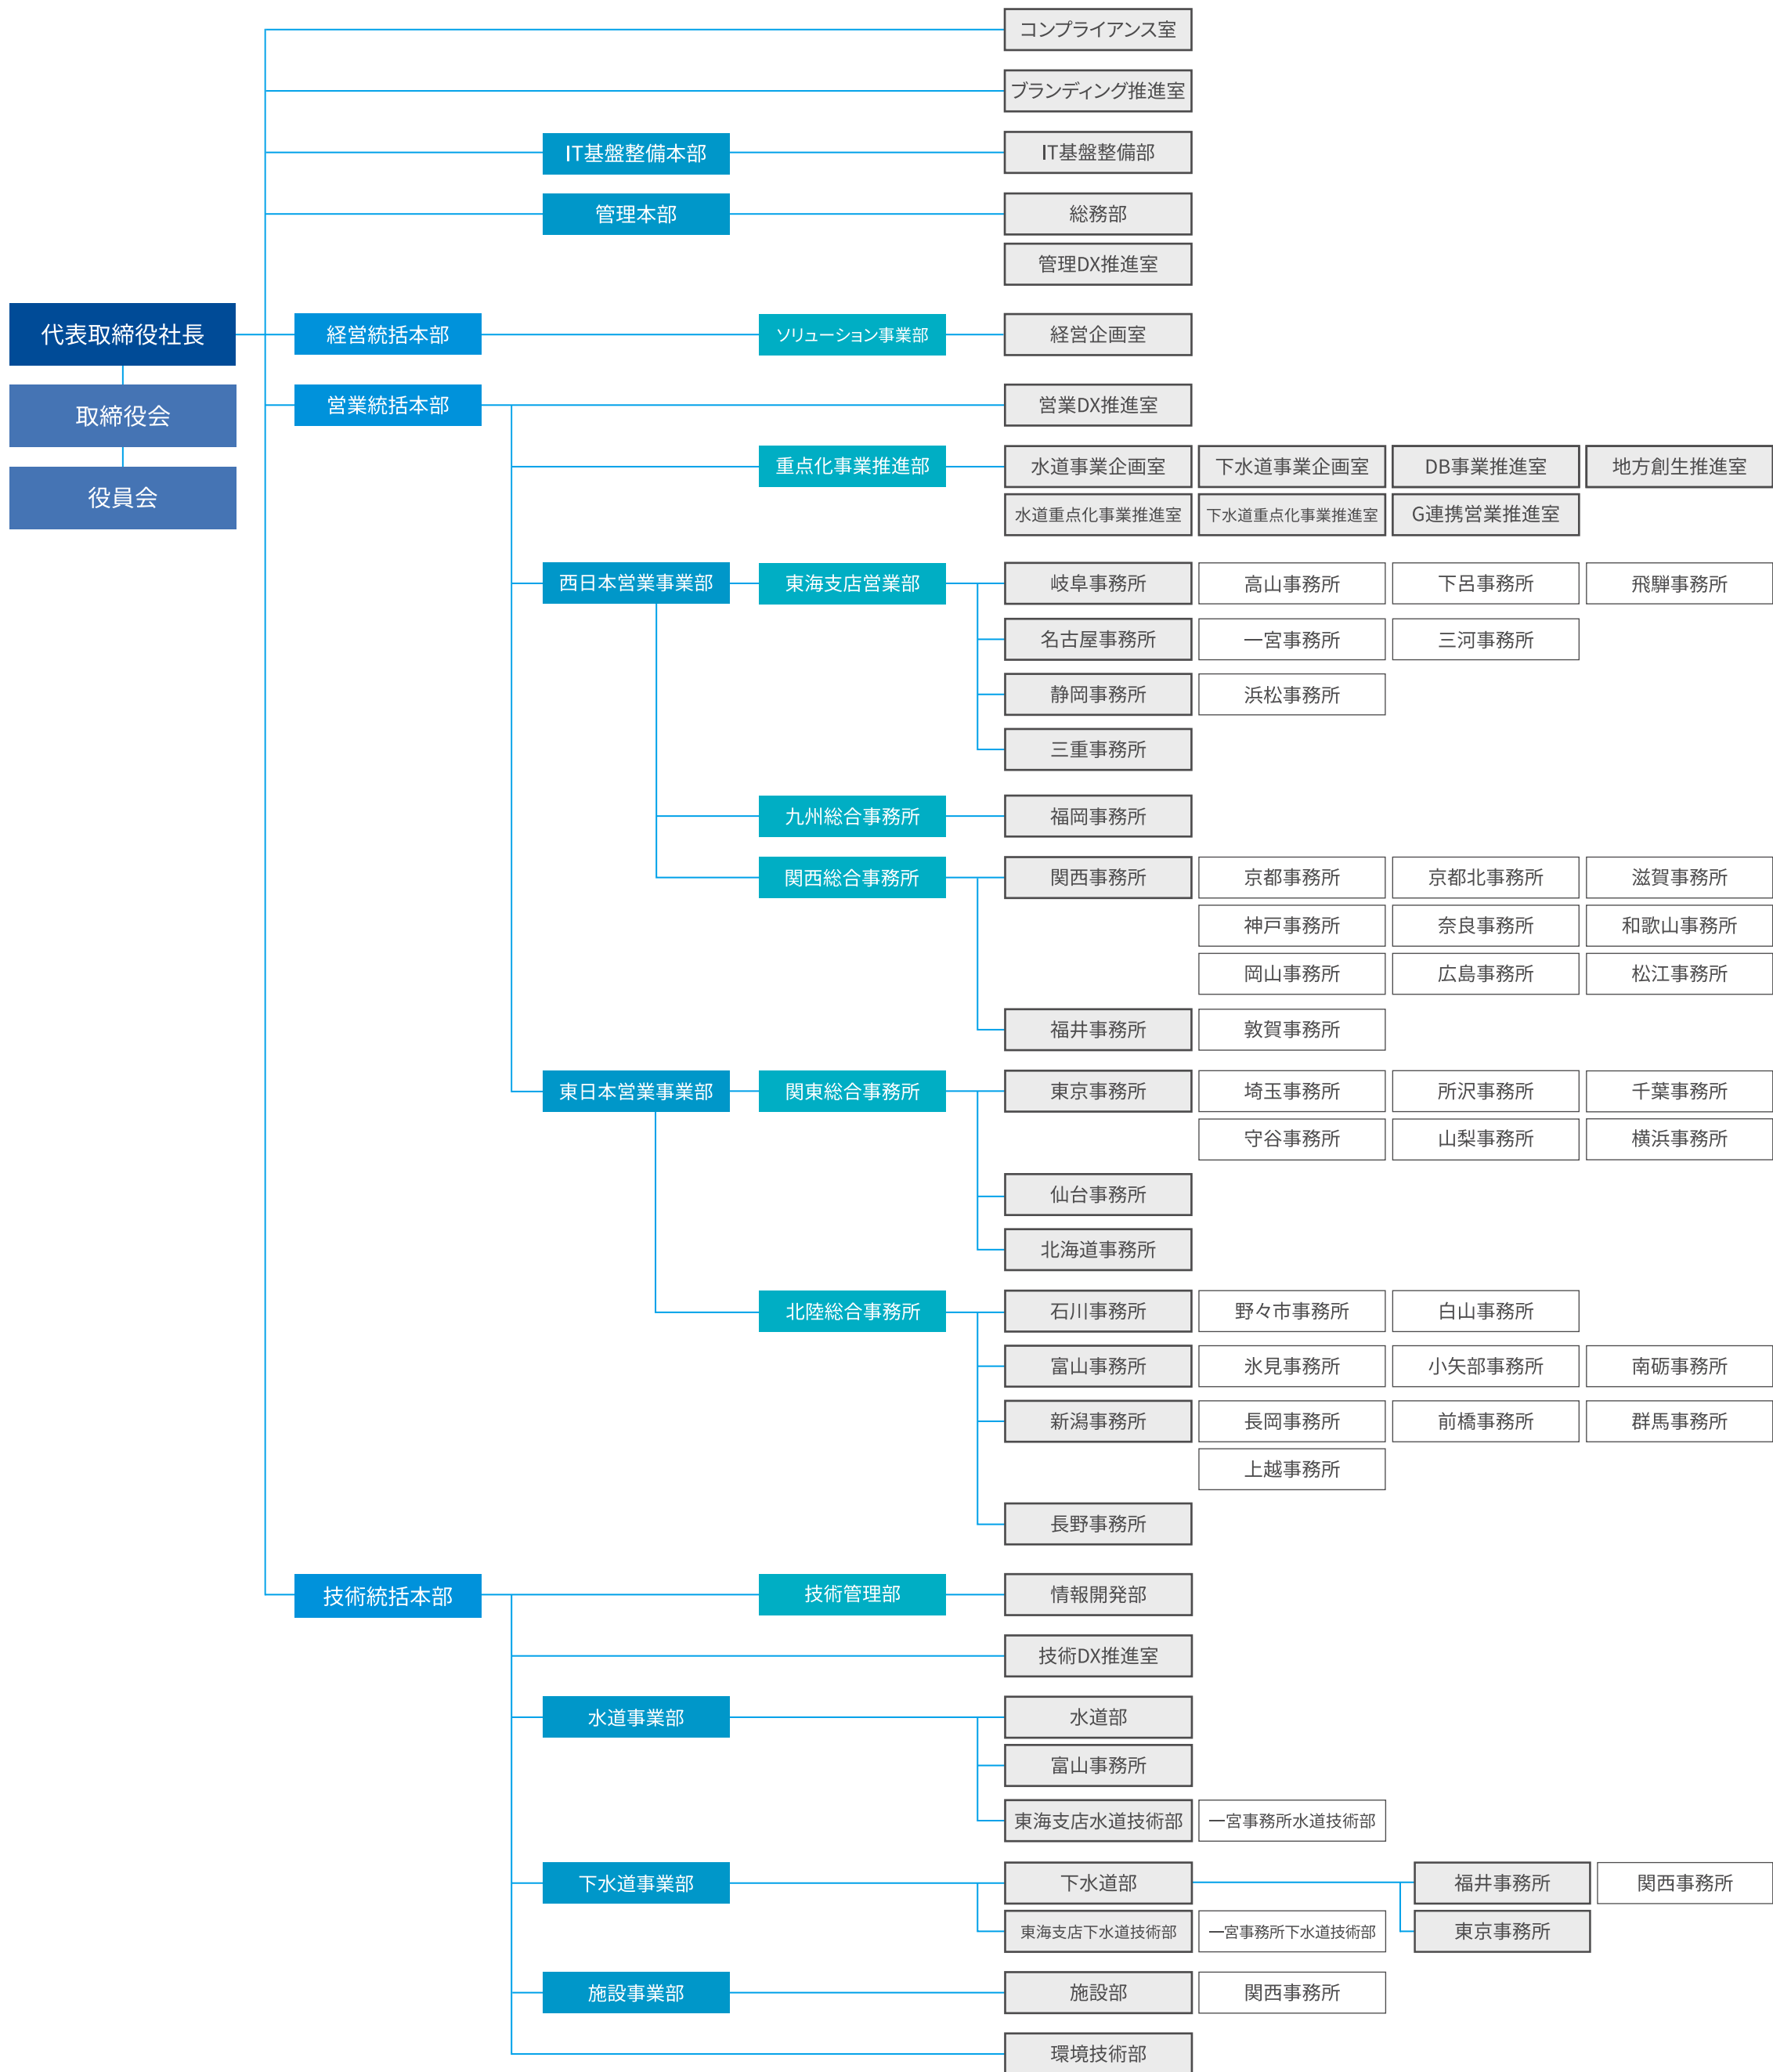 コンプライアンス室
ブランディング推進室
IT基盤整備本部 IT基盤整備部
管理本部 総務部
管理DX推進室
代表取締役社長 経営統括本部 ソリューション事業部 経営企画室
取締役会 営業統括本部 営業DX推進室
重点化事業推進部 水道事業企画室 下水道事業企画室 DB事業推進室 地方創生推進室
役員会 水道重点化事業推進室 下水道重点化事業推進室 G連携営業推進室
西日本営業事業部 東海支店営業部 岐阜事務所 高山事務所 下呂事務所 飛騨事務所
名古屋事務所 一宮事務所 三河事務所
静岡事務所 浜松事務所
三重事務所
九州総合事務所 福岡事務所
関西総合事務所 関西事務所 京都事務所 京都北事務所 滋賀事務所
神戸事務所 奈良事務所 和歌山事務所
岡山事務所 広島事務所 松江事務所
福井事務所 敦賀事務所
東日本営業事業部 関東総合事務所 東京事務所 埼玉事務所 所沢事務所 千葉事務所
守谷事務所 山梨事務所 横浜事務所
仙台事務所
北海道事務所
北陸総合事務所 石川事務所 野々市事務所 白山事務所
富山事務所 氷見事務所 小矢部事務所 南砺事務所
新潟事務所 長岡事務所 前橋事務所 群馬事務所
上越事務所
長野事務所
技術統括本部 技術管理部 情報開発部
技術DX推進室
水道事業部 水道部
富山事務所
東海支店水道技術部 一宮事務所水道技術部
下水道事業部 下水道部 福井事務所 関西事務所
東海支店下水道技術部 一宮事務所下水道技術部 東京事務所
施設事業部 施設部 関西事務所
環境技術部